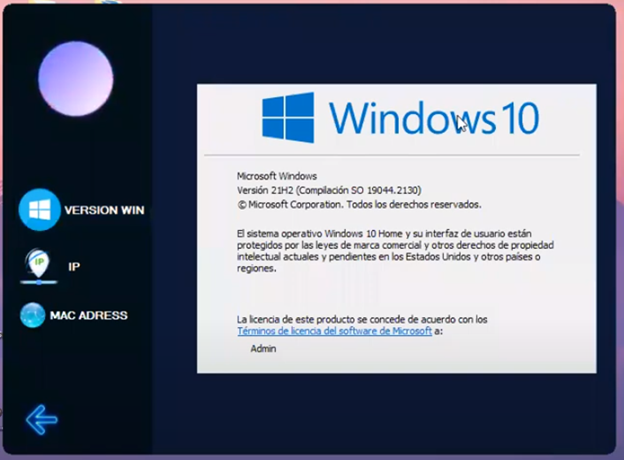 Windows 10
Microsoft Windows
Versión 21H2 (Compilación SO 19044.2130)
© Microsoft Corporation. Todos los derechos reservados.
El sistema operativo Windows 10 Home y su interfaz de usuario están
protegidos por las leyes de marca comercial y otros derechos de propiedad
intelectual actuales y pendientes en los Estados Unidos y otros países o
regiones.
La licencia de este producto se concede de acuerdo con los
Términos de licencia del software de Microsoft a:
Admin
VERSION WIN
IP
IP
MAC ADRESS